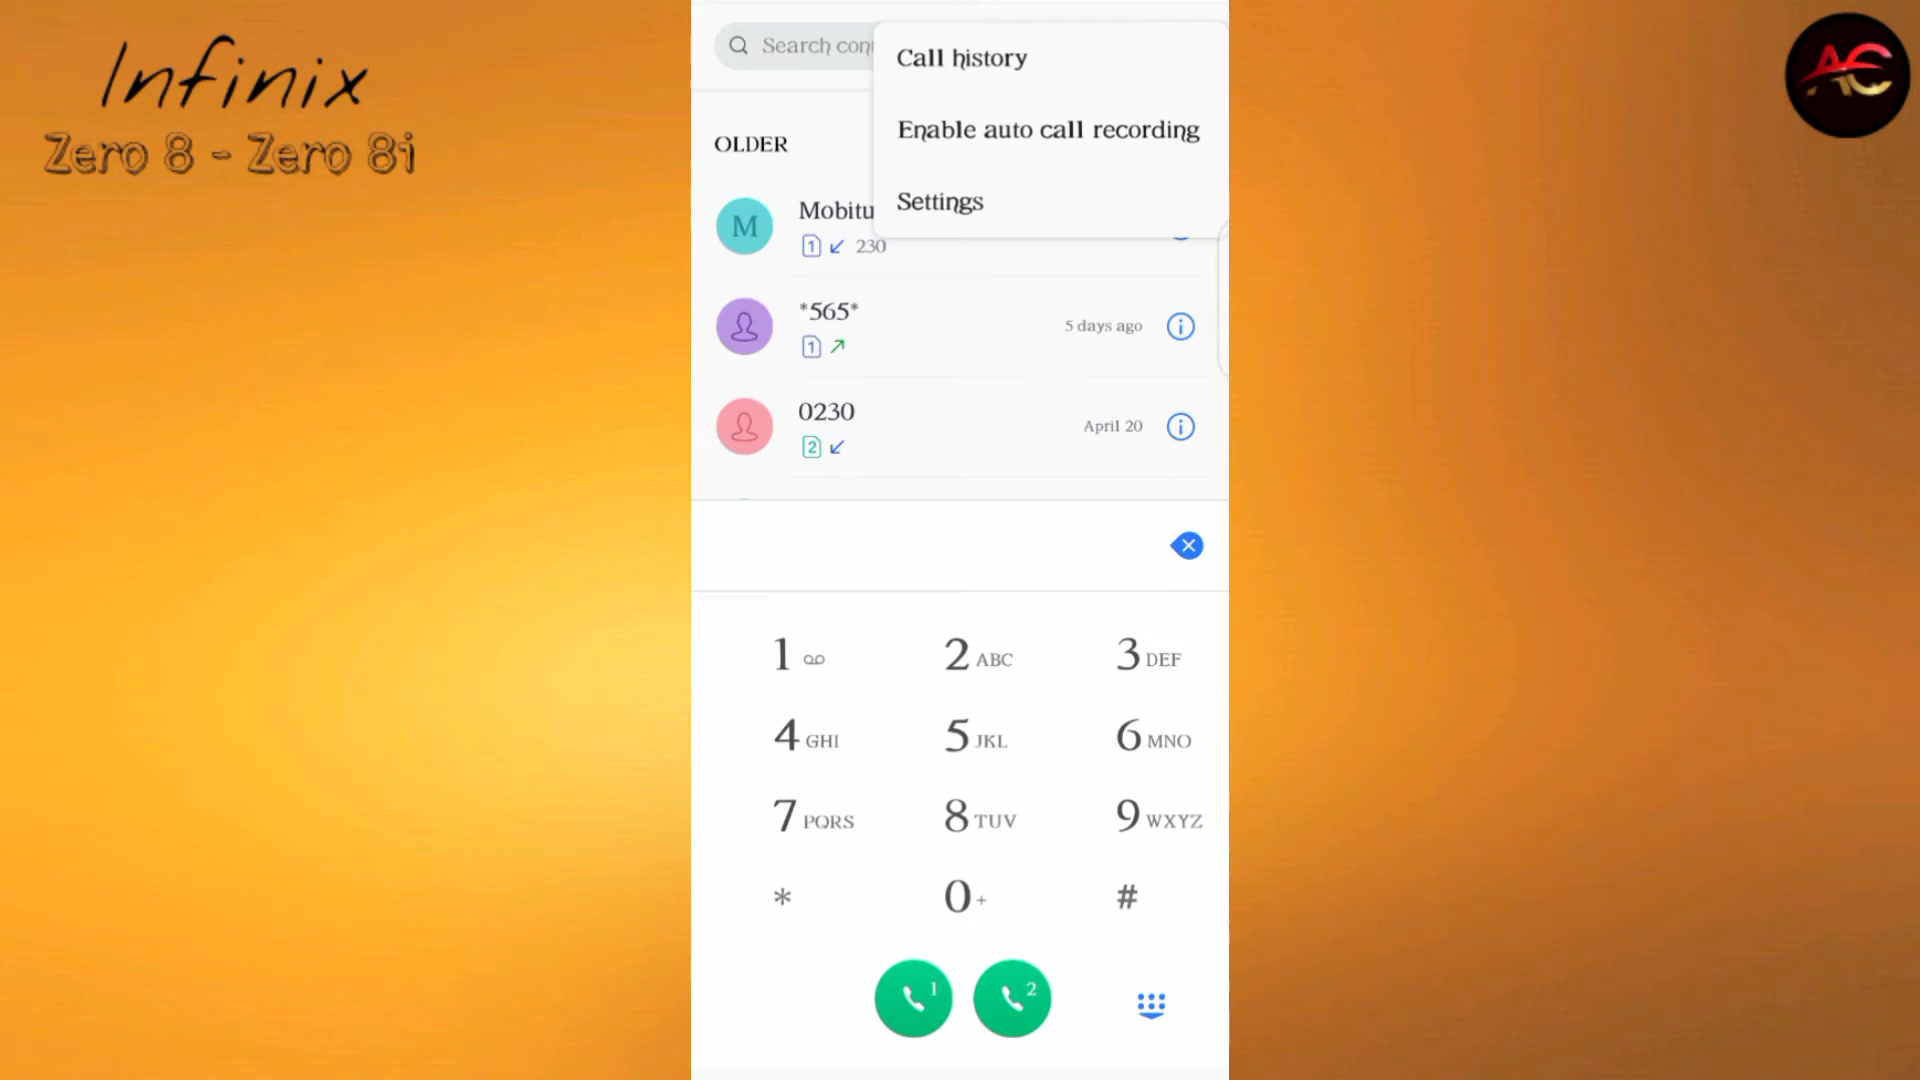 Infinix
Zero 8 - Zero 8i
AC
Search con
Call history
Enable auto call recording
Settings
OLDER
M
Mobitu
1 230
*565*
1
5 days ago
0230
2
April 20
1
2 ABC
3 DEF
4 GHI
5 JKL
6 MNO
7 PQRS
8 TUV
9 WXYZ
*
0 +
#
1
2